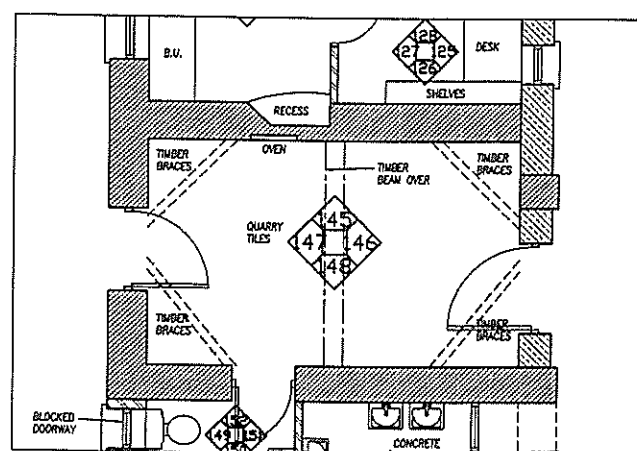 B.U.
128
127
125
126
DESK
SHELVES
RECESS
OVEN
TIMBER
BRACES
TIMBER
BEAM OVER
TIMBER
BRACES
QUARRY
TILES
145
147
146
148
TIMBER
BRACES
TIMBER
BRACES
BLOCKED
DOORWAY
CONCRETE